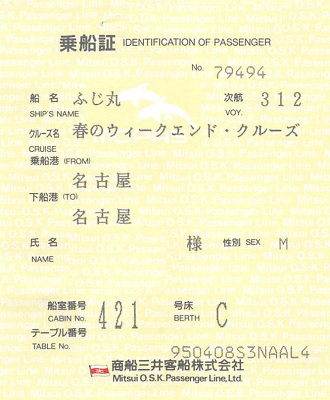 乗船証 IDENTIFICATION OF PASSENGER
No. 79494
船名 ふじ丸 次航 312
SHIP'S NAME VOY.
クルーズ名 春のウィークエンド・クルーズ
CRUISE
乗船港 (FROM)
名古屋
下船港 (TO)
名古屋
氏名 様 性別 SEX M
NAME
船室番号 421 号床 C
CABIN No. BERTH
テーブル番号
TABLE No.
950408S3NAAL4
商船三井客船株式会社
Mitsui O.S.K. Passenger Line, Ltd.